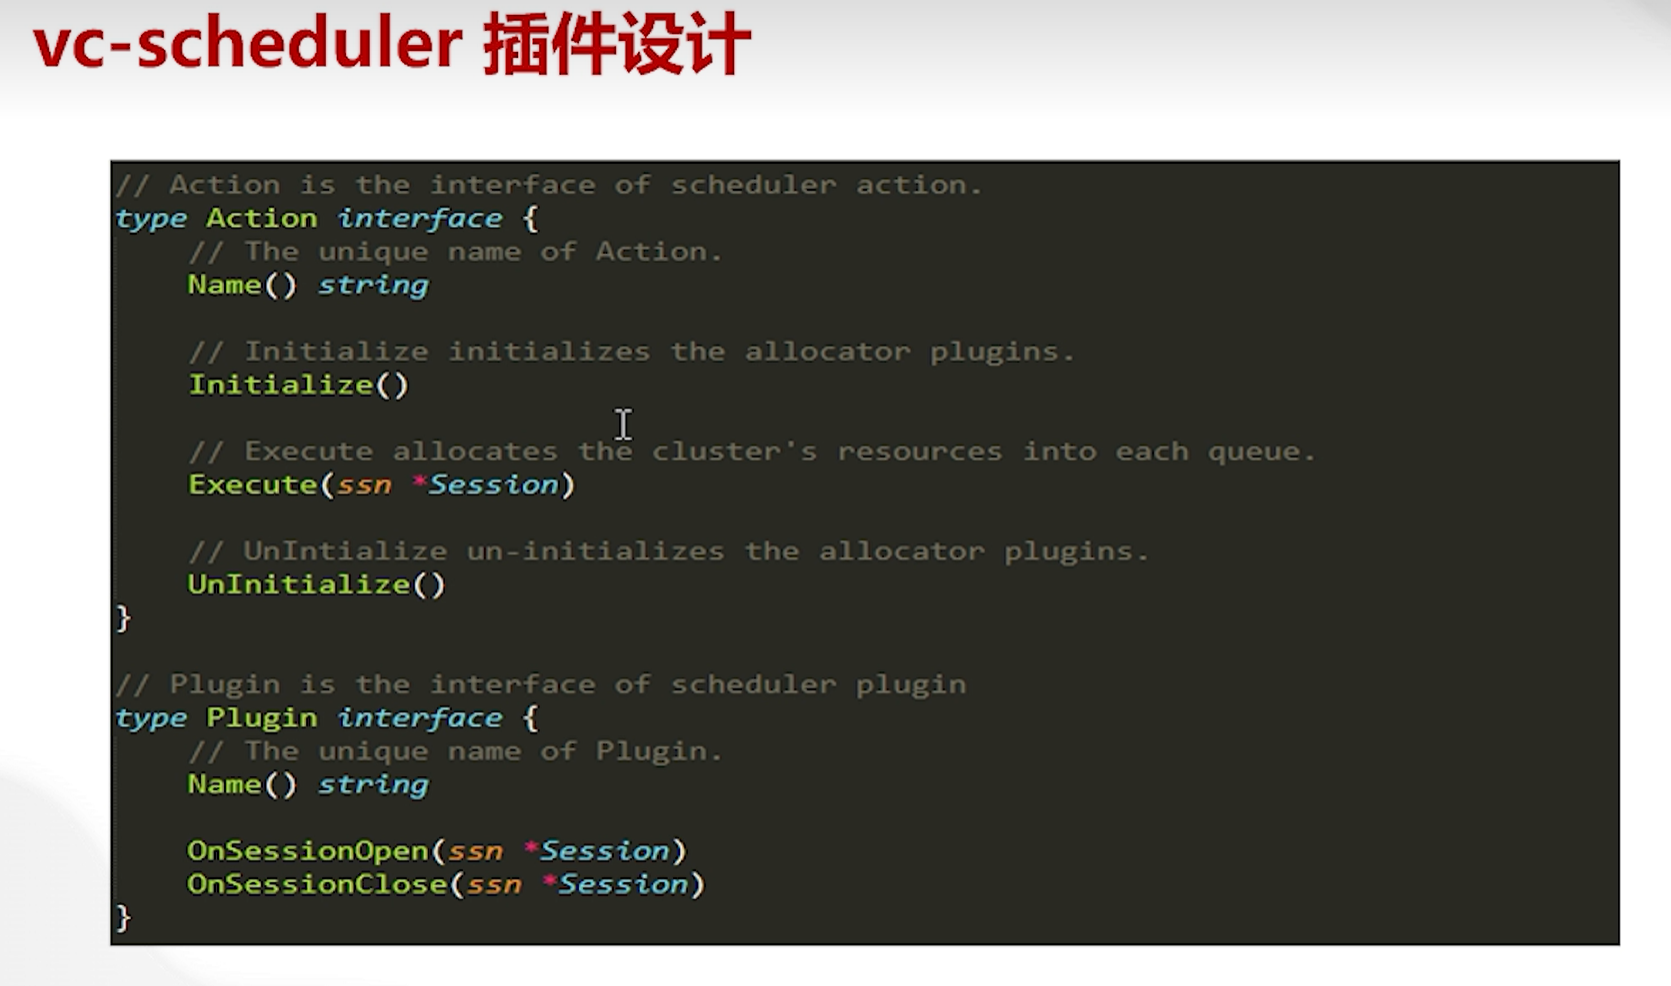 vc-scheduler 插件设计
// Action is the interface of scheduler action.
type Action interface {
// The unique name of Action.
Name() string
// Initialize initializes the allocator plugins.
Initialize()
// Execute allocates the cluster's resources into each queue.
Execute(ssn *Session)
// UnIntialize un-initializes the allocator plugins.
UnInitialize()
}
// Plugin is the interface of scheduler plugin
type Plugin interface {
// The unique name of Plugin.
Name() string
OnSessionOpen(ssn *Session)
OnSessionClose(ssn *Session)
}